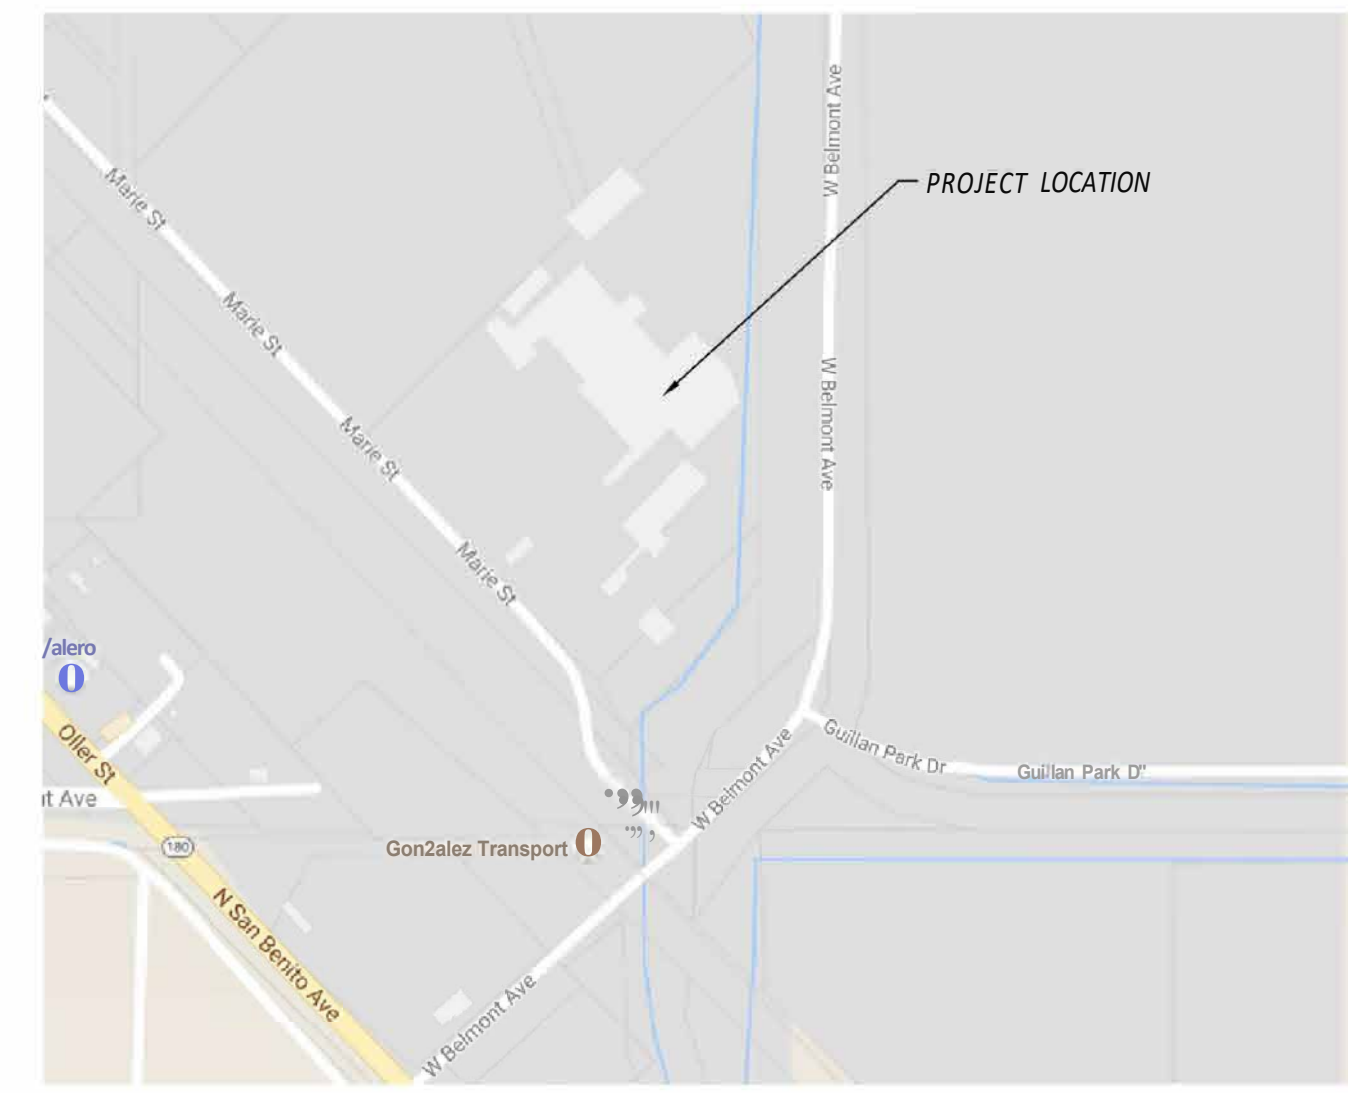 W Belmont Ave
PROJECT LOCATION
Marie St
Marie St
W Belmont Ave
Marie St
Marie St
/alero
Oller St
Guillan Park Dr
Guillan Park D"
W Belmont Ave
nt Ave
180
Gon2alez Transport
N San Benito Ave
W Belmont Ave